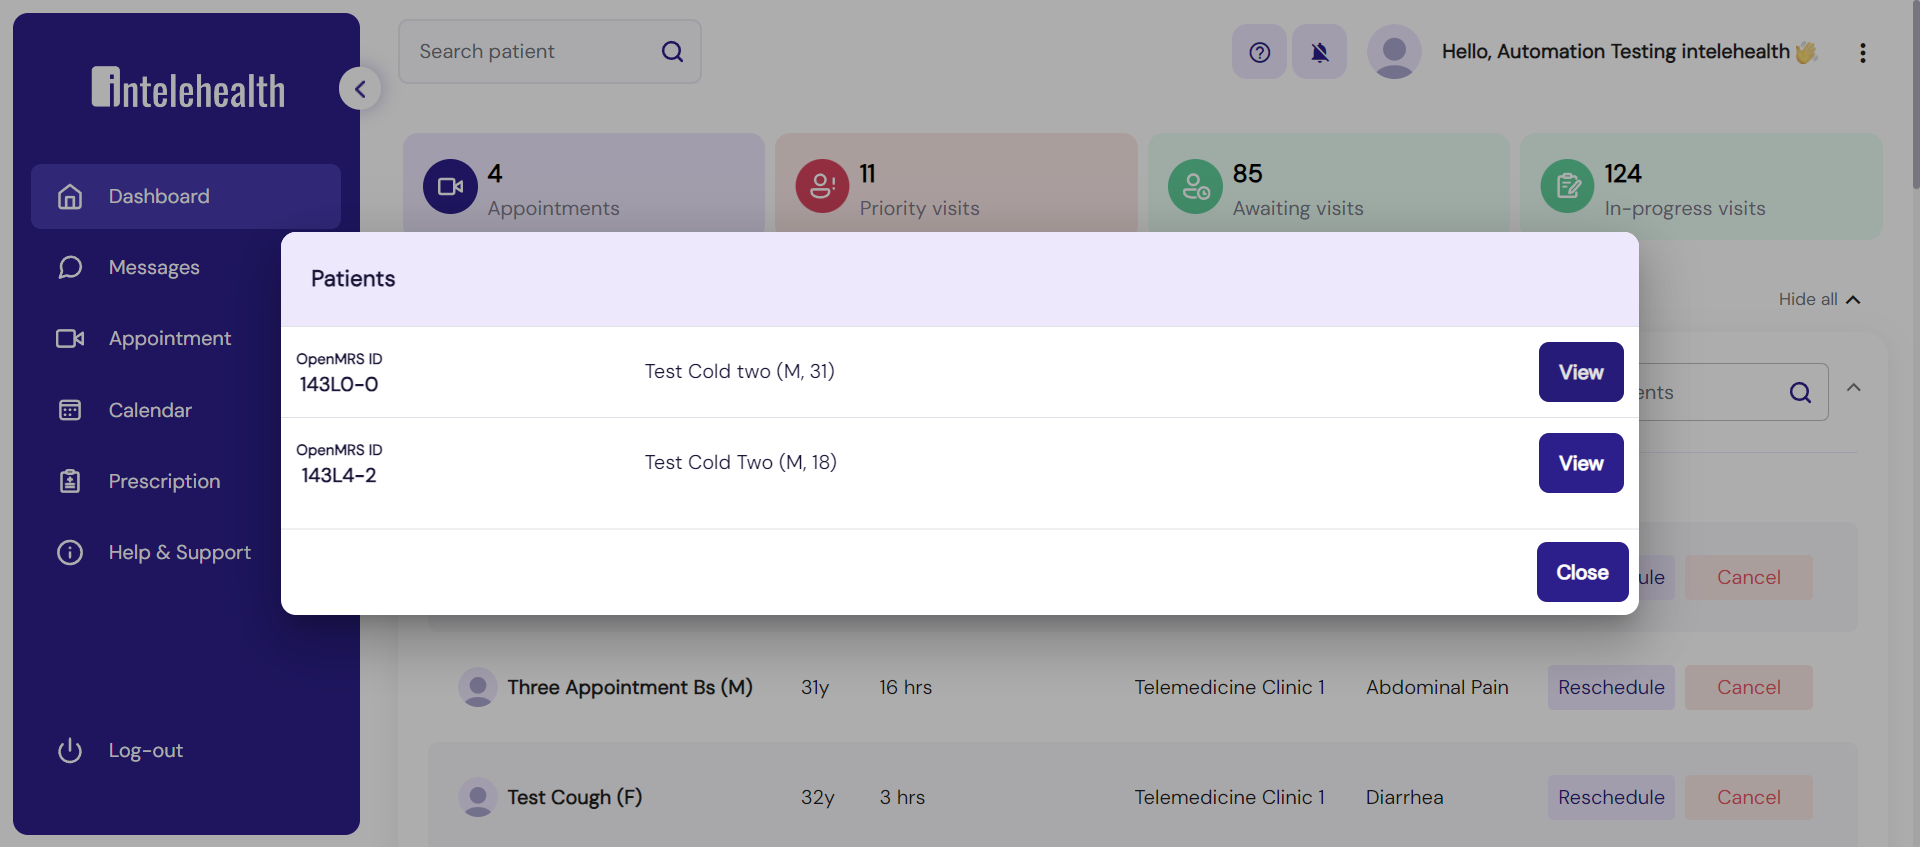 intelehealth
Dashboard
Messages
Appointment
Calendar
Prescription
Help & Support
Log-out
Search patient
Hello, Automation Testing intelehealth 👋
4
Appointments
11
Priority visits
85
Awaiting visits
124
In-progress visits
Hide all
Patients
OpenMRS ID
143L0-0
Test Cold two (M, 31)
View
OpenMRS ID
143L4-2
Test Cold Two (M, 18)
View
Close
Cancel
Three Appointment Bs (M) 31y 16 hrs Telemedicine Clinic 1 Abdominal Pain Reschedule Cancel
Test Cough (F) 32y 3 hrs Telemedicine Clinic 1 Diarrhea Reschedule Cancel